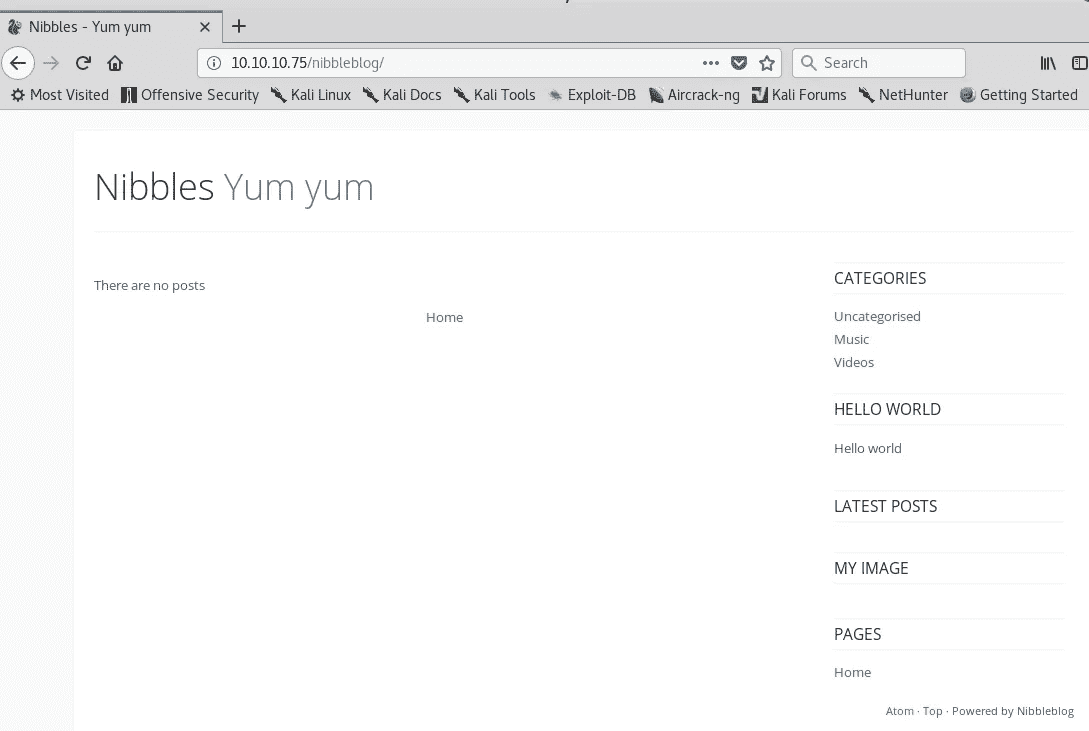 Nibbles - Yum yum
10.10.10.75/nibbleblog/ Search
Most Visited Offensive Security Kali Linux Kali Docs Kali Tools Exploit-DB Aircrack-ng Kali Forums NetHunter Getting Started
Nibbles Yum yum
There are no posts
Home
CATEGORIES
Uncategorised
Music
Videos
HELLO WORLD
Hello world
LATEST POSTS
MY IMAGE
PAGES
Home
Atom · Top · Powered by Nibbleblog